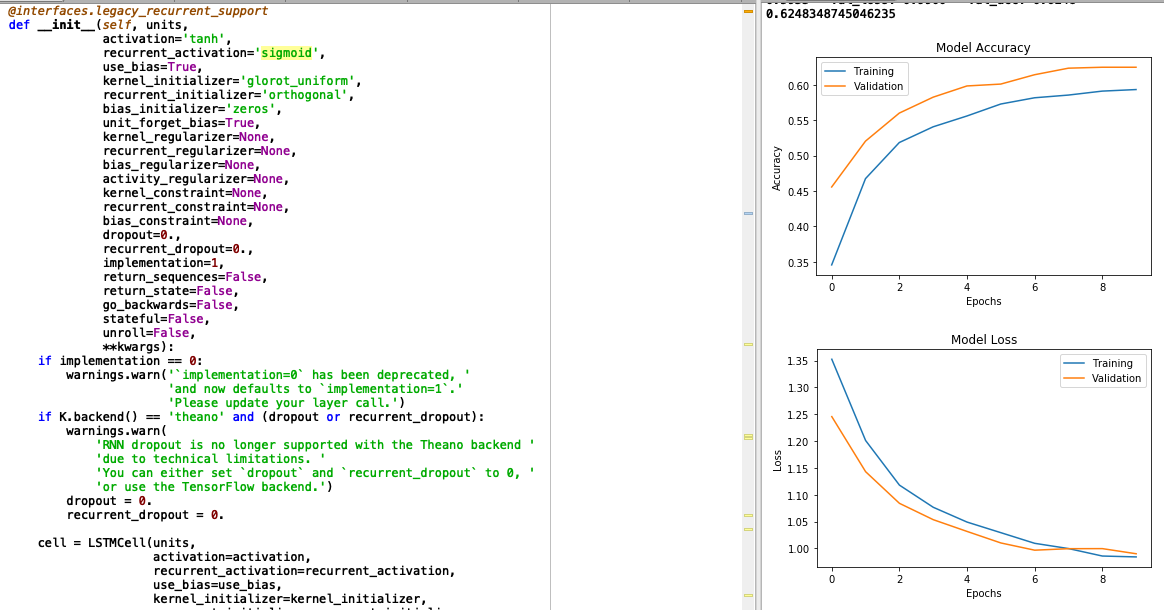 @interfaces.legacy_recurrent_support
def __init__(self, units,
activation='tanh',
recurrent_activation='sigmoid',
use_bias=True,
kernel_initializer='glorot_uniform',
recurrent_initializer='orthogonal',
bias_initializer='zeros',
unit_forget_bias=True,
kernel_regularizer=None,
recurrent_regularizer=None,
bias_regularizer=None,
activity_regularizer=None,
kernel_constraint=None,
recurrent_constraint=None,
bias_constraint=None,
dropout=0.,
recurrent_dropout=0.,
implementation=1,
return_sequences=False,
return_state=False,
go_backwards=False,
stateful=False,
unroll=False,
**kwargs):
if implementation == 0:
warnings.warn('`implementation=0` has been deprecated, '
'and now defaults to `implementation=1`.'
'Please update your layer call.')
if K.backend() == 'theano' and (dropout or recurrent_dropout):
warnings.warn(
'RNN dropout is no longer supported with the Theano backend '
'due to technical limitations. '
'You can either set `dropout` and `recurrent_dropout` to 0, '
'or use the TensorFlow backend.')
dropout = 0.
recurrent_dropout = 0.
cell = LSTMCell(units,
activation=activation,
recurrent_activation=recurrent_activation,
use_bias=use_bias,
kernel_initializer=kernel_initializer,
0.6248348745046235
Model Accuracy
Training
Validation
0.60
0.55
0.50
0.45
0.40
0.35
Accuracy
0 2 4 6 8
Epochs
Model Loss
Training
Validation
1.35
1.30
1.25
1.20
1.15
1.10
1.05
1.00
Loss
0 2 4 6 8
Epochs